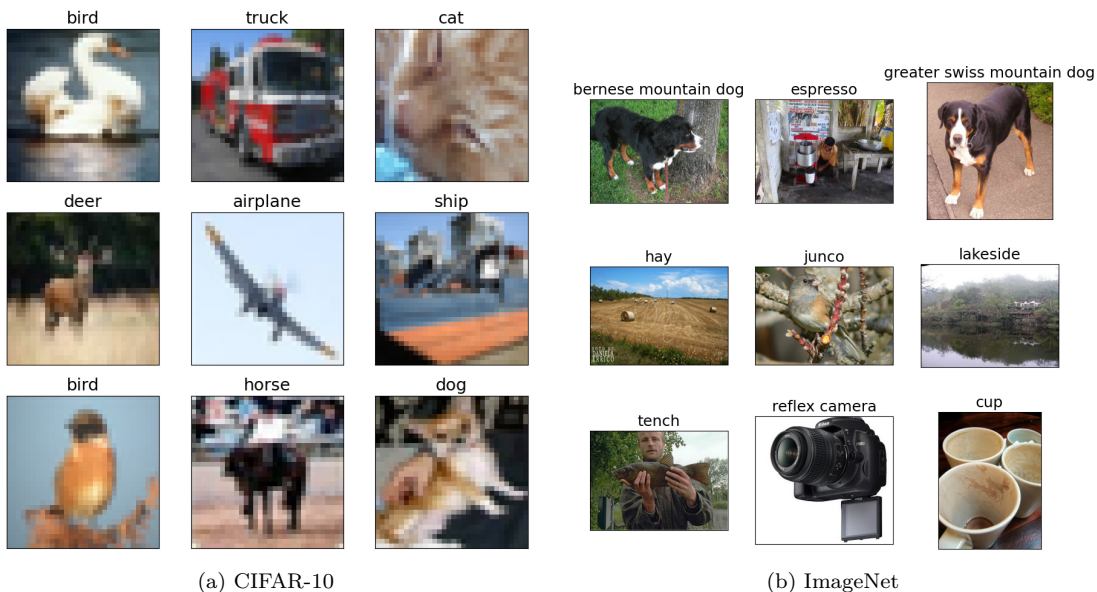 bird
truck
cat
deer
airplane
ship
bird
horse
dog
(a) CIFAR-10
bernese mountain dog
espresso
greater swiss mountain dog
hay
junco
lakeside
tench
reflex camera
cup
(b) ImageNet